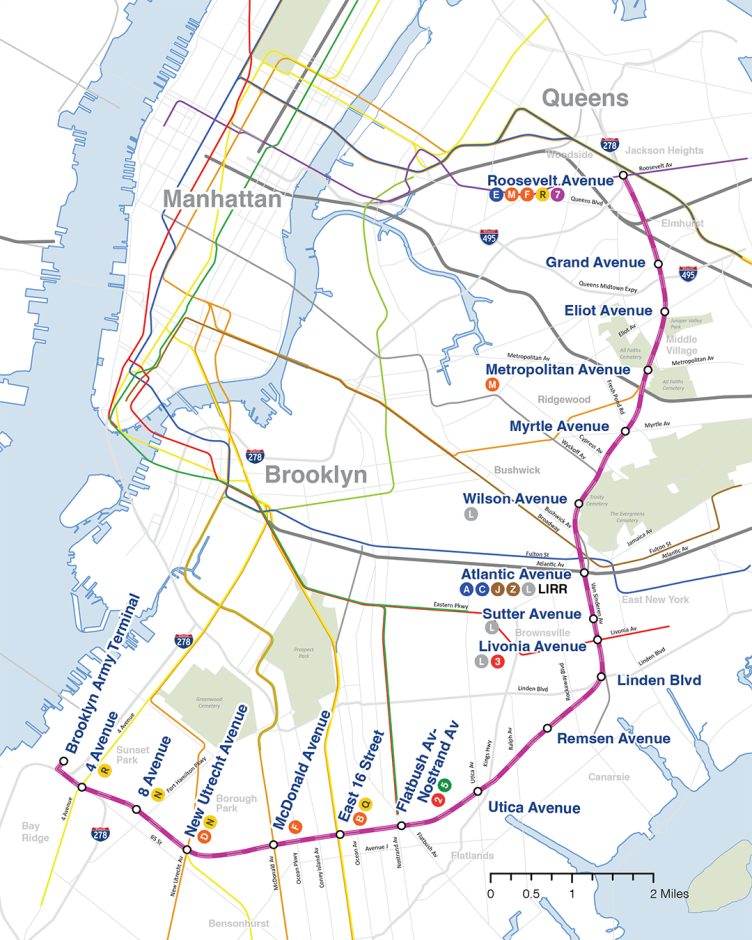 Queens
278
Jackson Heights
Woodside
Roosevelt Av
Roosevelt Avenue
E M F R 7
Queens Blvd
Manhattan
Elmhurst
495
Grand Avenue
495
Queens Midtown Expy
Eliot Avenue
Eliot Av
Juniper Valley
Park
All Faiths
Cemetery
Middle
Village
Metropolitan Av
Metropolitan Av
Metropolitan Avenue
M
Fresh Pond Rd
All Faiths
Cemetery
Ridgewood
Myrtle Avenue
Myrtle Av
Cypress Av
Wyckoff Av
278
Brooklyn
Bushwick
Wilson Avenue
L
Trinity
Cemetery
Bushwick Av
Broadway
The Evergreens
Cemetery
Jamaica Av
Fulton St
Atlantic Av
Fulton St
Atlantic Av
Atlantic Avenue
A C J Z L LIRR
Van Sinderen Av
East New York
Eastern Pkwy
Sutter Avenue
L
Brownsville
Livonia Av
Livonia Avenue
L 3
Linden Blvd
Rockaway Blvd
Linden Blvd
Linden Blvd
278
Prospect
Park
Greenwood
Cemetery
Brooklyn Army Terminal
4 Avenue
4 Avenue
R
Sunset
Park
8 Avenue
N
Fort Hamilton Pkwy
New Utrecht Avenue
D N
Borough
Park
McDonald Avenue
F
East 16 Street
B Q
Flatbush Av-
Nostrand Av
2 5
Remsen Avenue
Utica Av
Kings Hwy
Ralph Av
Canarsie
Utica Avenue
4 Avenue
Bay
Ridge
278
65 St
New Utrecht Av
McDonald Av
Ocean Pkwy
Coney Island Av
Ocean Av
Avenue I
Nostrand Av
Flatbush Av
Flatlands
Bensonhurst
0 0.5 1 2 Miles